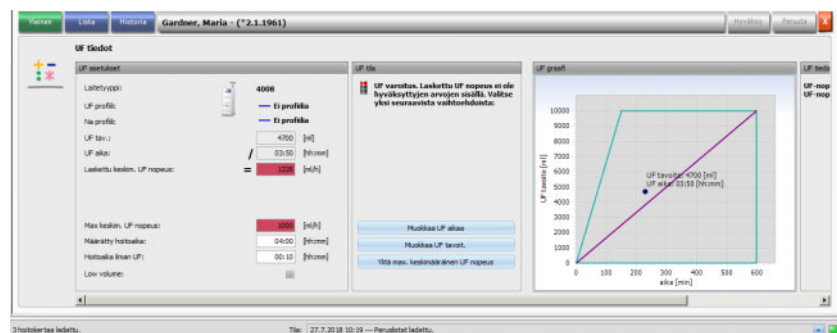 Yleinen Lista Historia Gardner, Maria - (*2.1.1961) Hyväksy Peruuta X
UF tiedot
UF asetukset
Laitetyyppi: 4008
UF profiili: Ei profiilia
Na profiili: Ei profiilia
UF tav.: 4700 [ml]
UF aika: / 03:50 [hh:mm]
Laskettu keskim. UF nopeus: = 1226 [ml/h]
Max keskim. UF nopeus: 1000 [ml/h]
Määrätty hoitoaika: 04:00 [hh:mm]
Hoitoaika ilman UF: 00:10 [hh:mm]
Low volume:
UF tila
UF varoitus. Laskettu UF nopeus ei ole
hyväksyttyjen arvojen sisällä. Valitse
yksi seuraavista vaihtoehdoista:
Muokkaa UF aikaa
Muokkaa UF tavoit.
Ylitä max. keskimääräinen UF nopeus
UF graafi
UF tavoite [ml]
10000
9000
8000
7000
6000
5000
4000
3000
2000
1000
0
UF tavoite: 4700 [ml]
UF aika: 03:50 [hh:mm]
0 100 200 300 400 500 600
aika [min]
UF tiedo
UF-nop
UF-nop
3 hoitokertaa ladattu. Tila: 27.7.2018 10:19 --- Peruslistat ladattu.